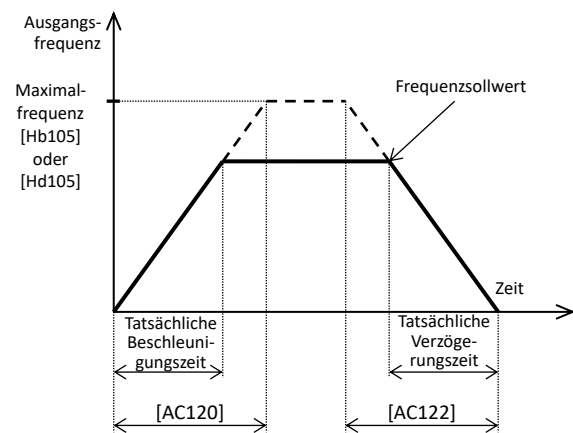 Ausgangs-
frequenz
Maximal-
frequenz
[Hb105]
oder
[Hd105]
Frequenzsollwert
Zeit
Tatsächliche
Beschleuni-
gungszeit
Tatsächliche
Verzöge-
rungszeit
[AC120]
[AC122]